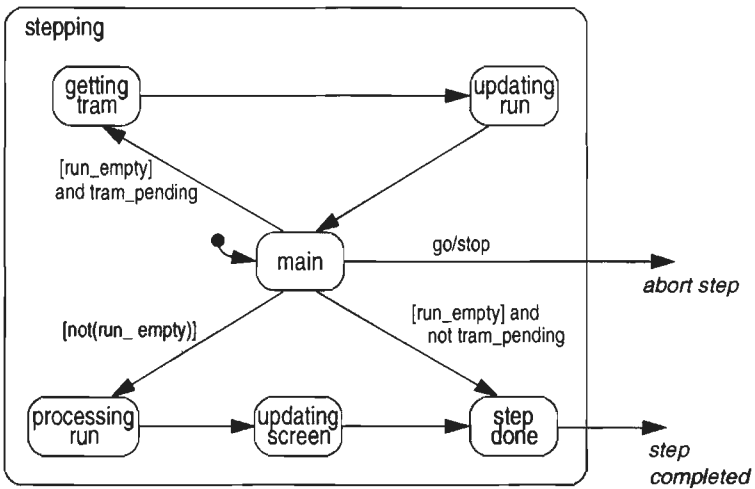 stepping
getting
tram
updating
run
[run_empty]
and tram_pending
main
go/stop
abort step
[not(run_ empty)]
[run_empty] and
not tram_pending
processing
run
updating
screen
step
done
step
completed